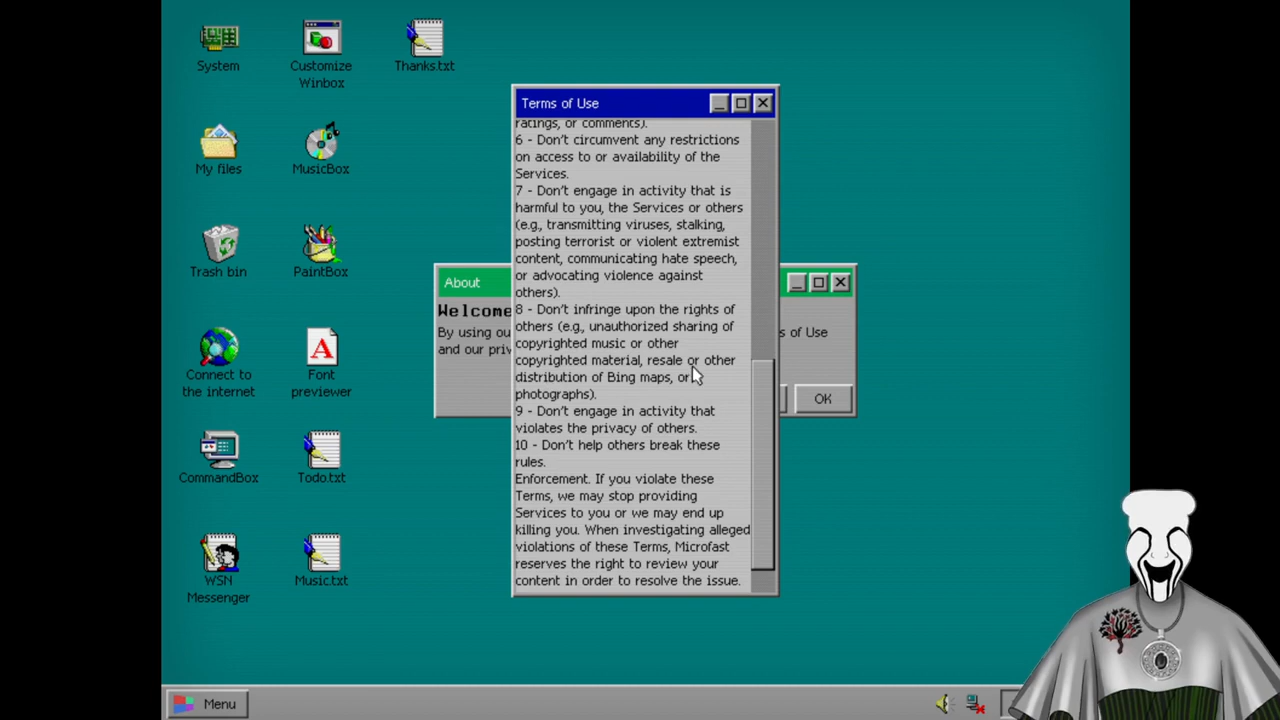 System
Customize
Winbox
Thanks.txt
My files
MusicBox
Trash bin
PaintBox
Connect to
the internet
Font
previewer
CommandBox
Todo.txt
WSN
Messenger
Music.txt
Terms of Use
ratings, or comments).
6 - Don't circumvent any restrictions
on access to or availability of the
Services.
7 - Don't engage in activity that is
harmful to you, the Services or others
(e.g., transmitting viruses, stalking,
posting terrorist or violent extremist
content, communicating hate speech,
or advocating violence against
others).
8 - Don't infringe upon the rights of
others (e.g., unauthorized sharing of
copyrighted music or other
copyrighted material, resale or other
distribution of Bing maps, or
photographs).
9 - Don't engage in activity that
violates the privacy of others.
10 - Don't help others break these
rules.
Enforcement. If you violate these
Terms, we may stop providing
Services to you or we may end up
killing you. When investigating alleged
violations of these Terms, Microfast
reserves the right to review your
content in order to resolve the issue.
About
Welcome
By using ou
s of Use
and our priv
OK
Menu